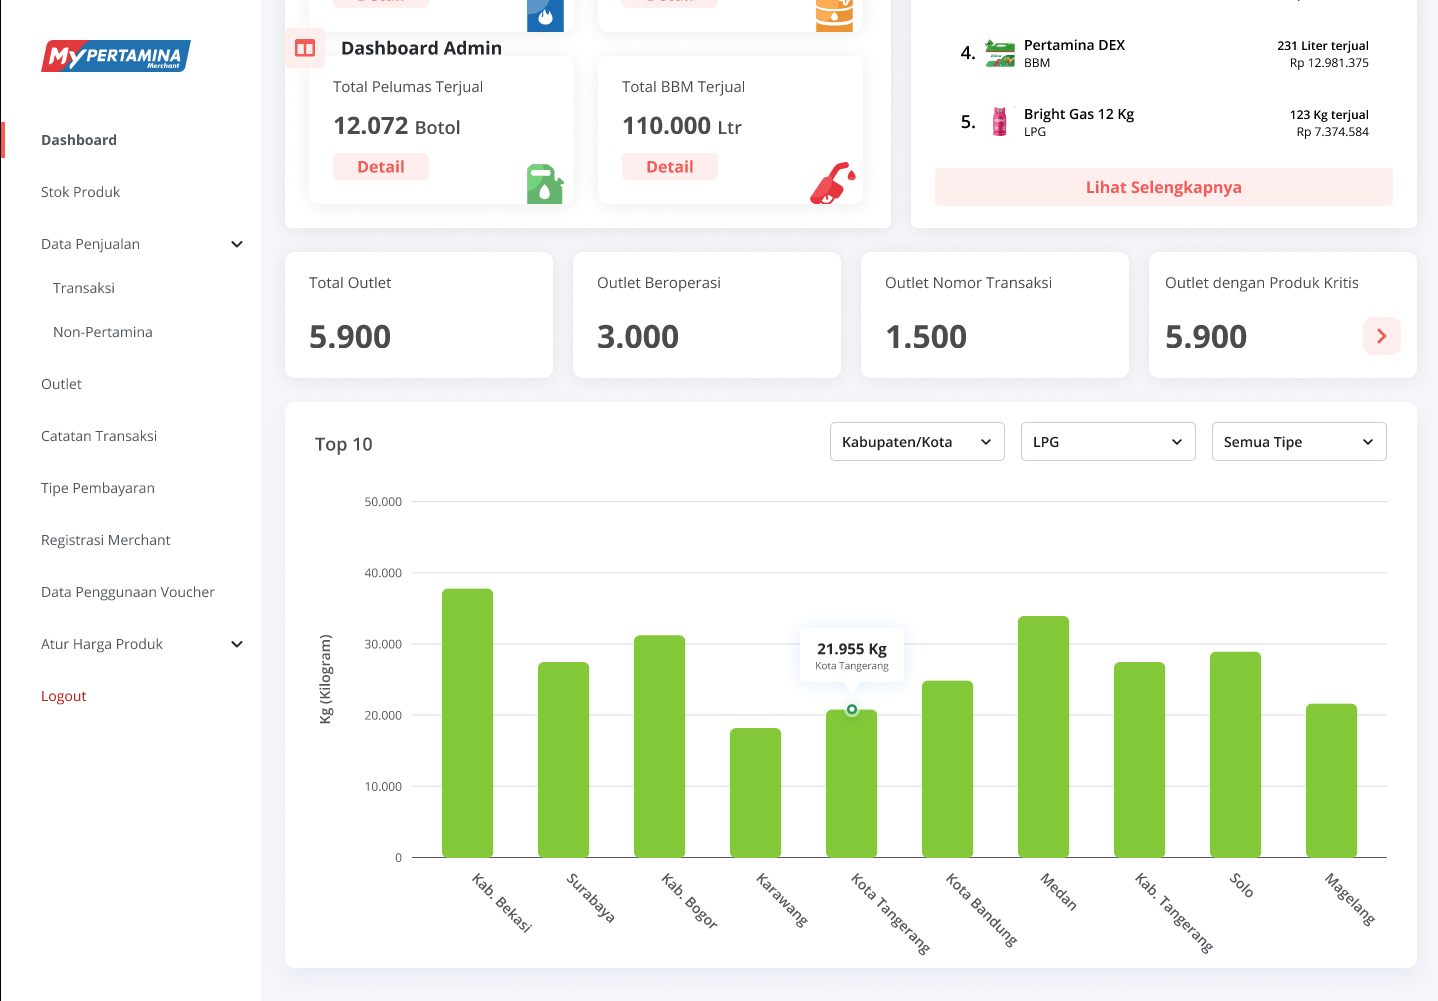 MyPERTAMINA
Merchant
Dashboard
Stok Produk
Data Penjualan
Transaksi
Non-Pertamina
Outlet
Catatan Transaksi
Tipe Pembayaran
Registrasi Merchant
Data Penggunaan Voucher
Atur Harga Produk
Logout
Dashboard Admin
Total Pelumas Terjual
12.072 Botol
Detail
Total BBM Terjual
110.000 Ltr
Detail
4. Pertamina DEX
BBM
231 Liter terjual
Rp 12.981.375
5. Bright Gas 12 Kg
LPG
123 Kg terjual
Rp 7.374.584
Lihat Selengkapnya
Total Outlet
5.900
Outlet Beroperasi
3.000
Outlet Nomor Transaksi
1.500
Outlet dengan Produk Kritis
5.900
Top 10
Kabupaten/Kota
LPG
Semua Tipe
Kg (Kilogram)
50.000
40.000
30.000
20.000
10.000
0
21.955 Kg
Kota Tangerang
Kab. Bekasi
Surabaya
Kab. Bogor
Karawang
Kota Tangerang
Kota Bandung
Medan
Kab. Tangerang
Solo
Magelang